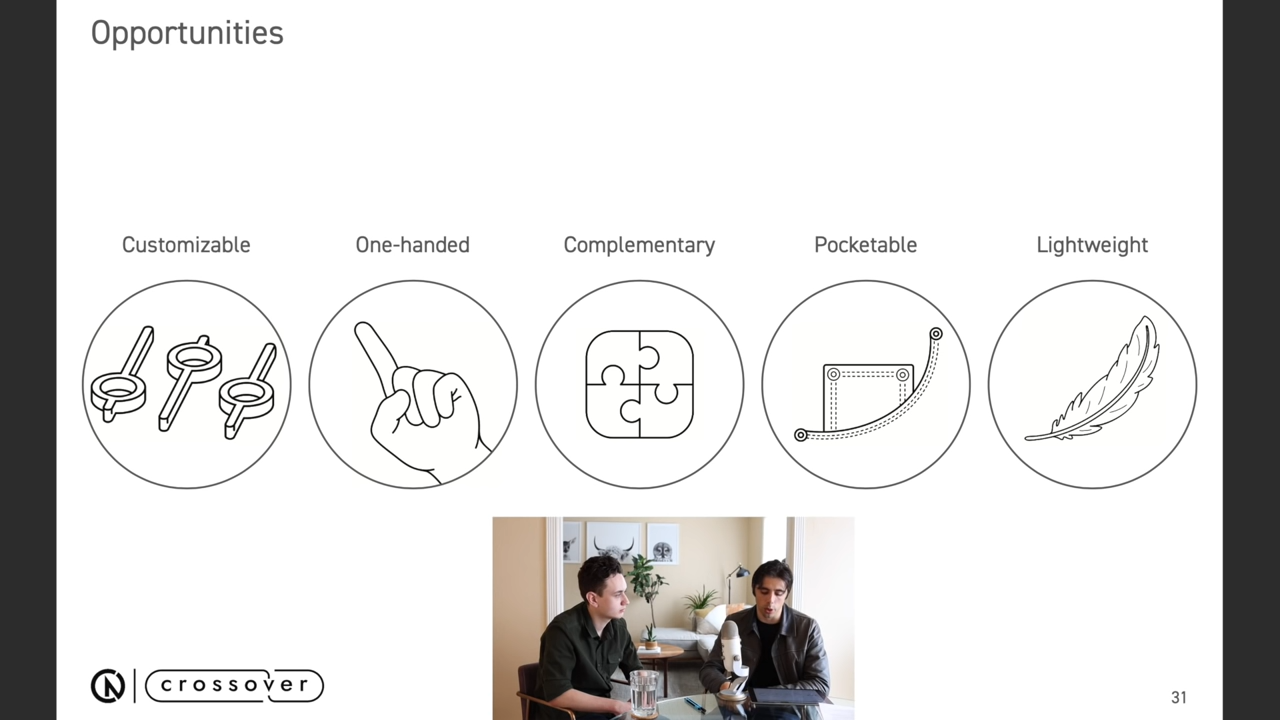 Opportunities
Customizable
One-handed
Complementary
Pocketable
Lightweight
crossover
31